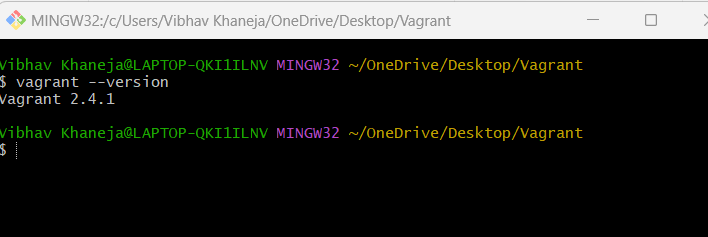 MINGW32:/c/Users/Vibhav Khaneja/OneDrive/Desktop/Vagrant
Vibhav Khaneja@LAPTOP-QKI1ILNV MINGW32 ~/OneDrive/Desktop/Vagrant
$ vagrant --version
Vagrant 2.4.1
Vibhav Khaneja@LAPTOP-QKI1ILNV MINGW32 ~/OneDrive/Desktop/Vagrant
$